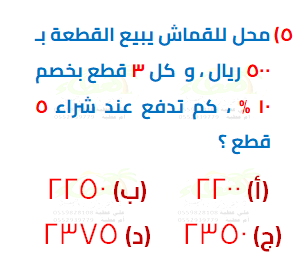 ٥) محل للقماش يبيع القطعة بـ
٥٠٠ ريال ، و كل ٣ قطع بخصم
١٠ % ، كم تدفع عند شراء ٥
قطع ؟
(أ) ٢٢٠٠ (ب) ٢٢٥٠
(ج) ٢٣٥٠ (د) ٢٣٧٥